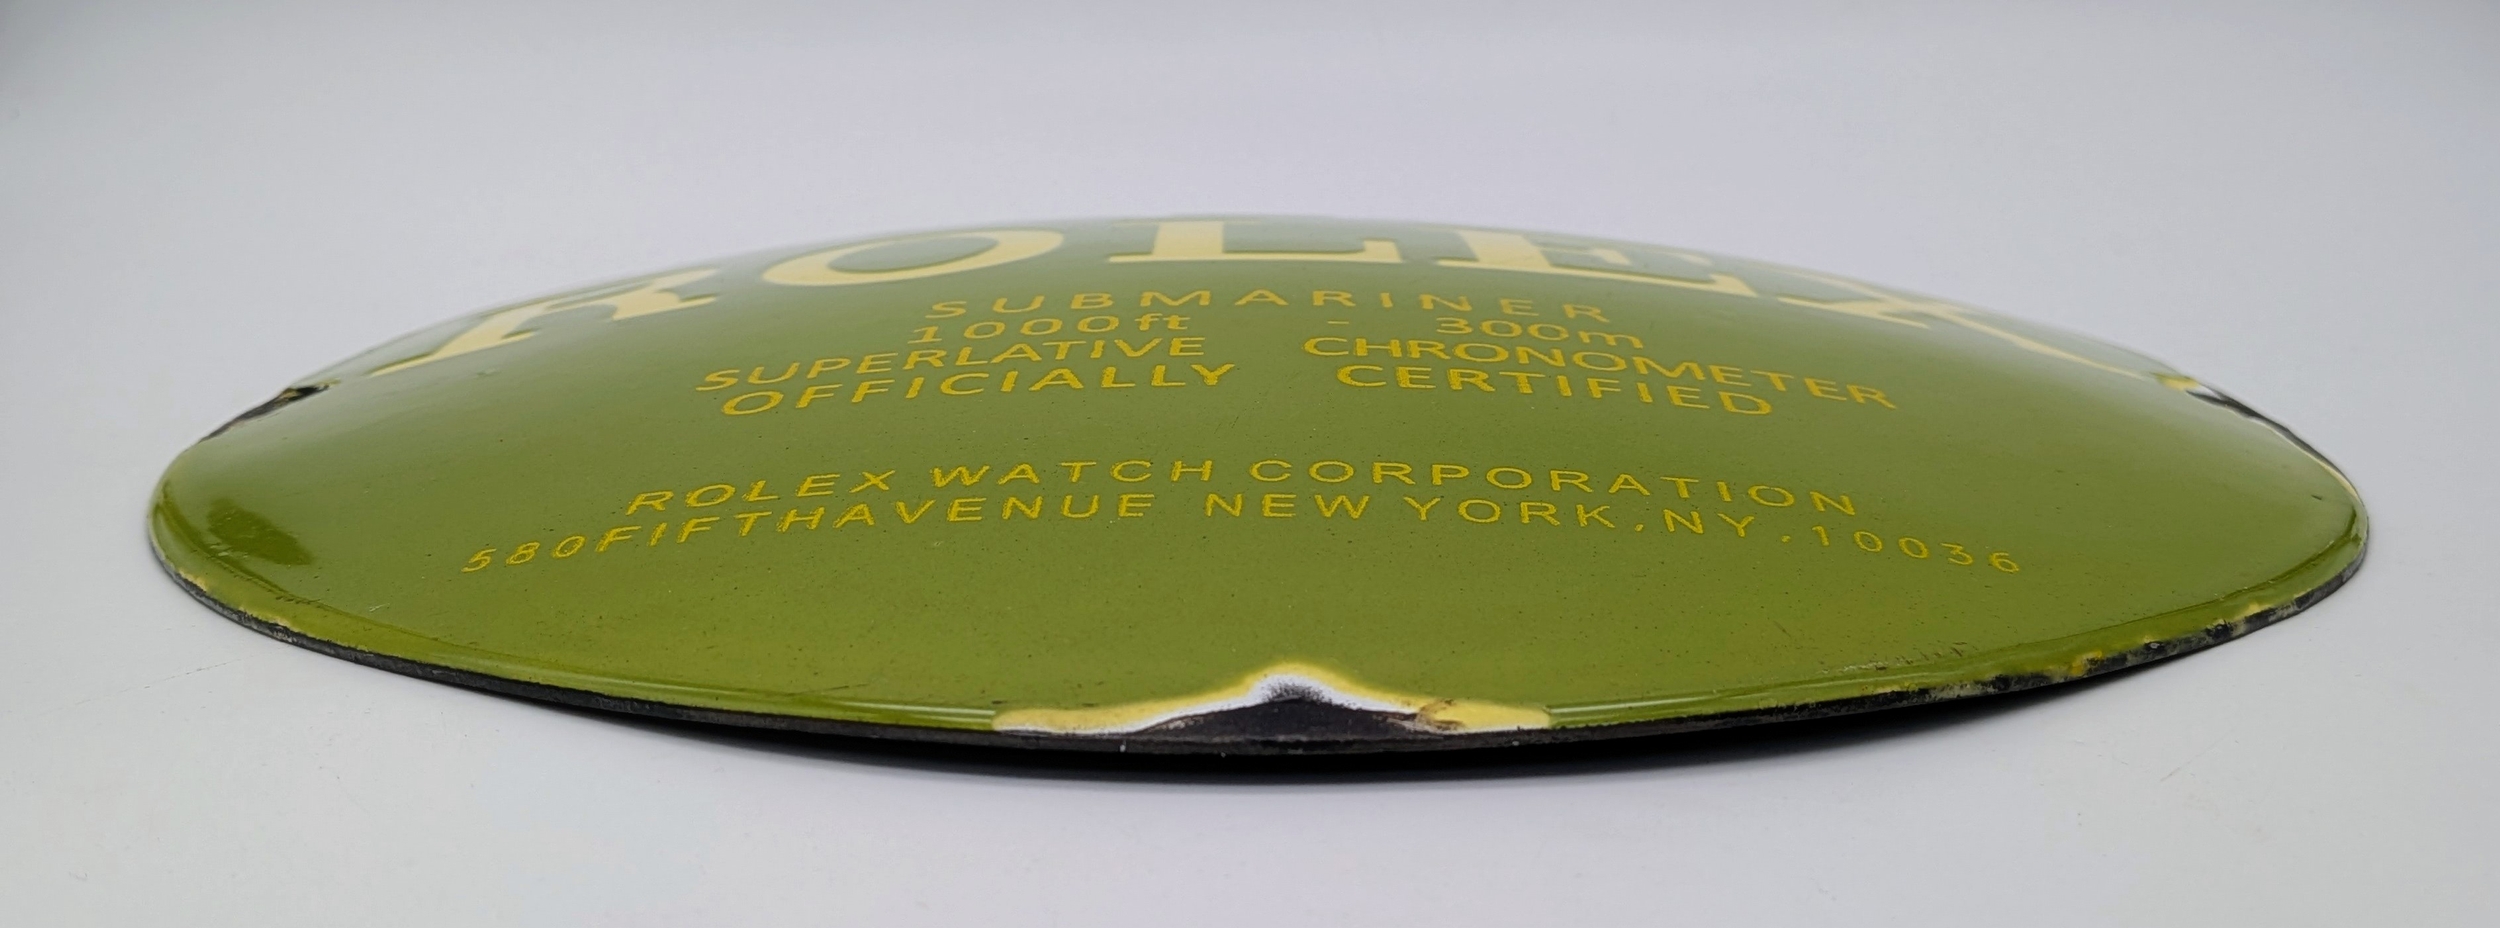 ROLEX
SUBMARINER
1000ft - 300m
SUPERLATIVE CHRONOMETER
OFFICIALLY CERTIFIED
ROLEX WATCH CORPORATION
580FIFTHAVENUE NEW YORK,NY,10036